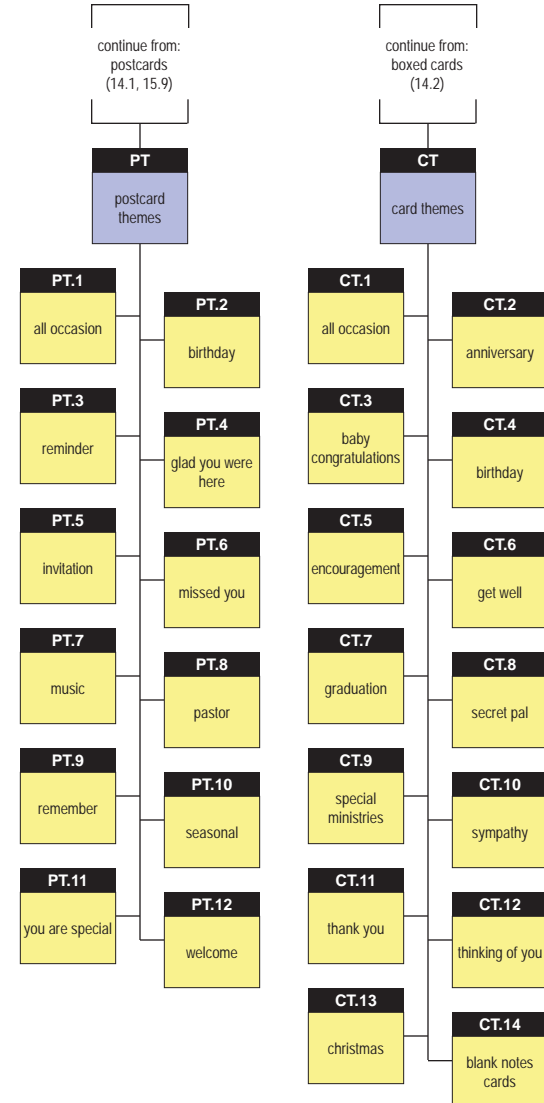 continue from:
postcards
(14.1, 15.9)
PT
postcard
themes
PT.1
all occasion
PT.2
birthday
PT.3
reminder
PT.4
glad you were
here
PT.5
invitation
PT.6
missed you
PT.7
music
PT.8
pastor
PT.9
remember
PT.10
seasonal
PT.11
you are special
PT.12
welcome
continue from:
boxed cards
(14.2)
CT
card themes
CT.1
all occasion
CT.2
anniversary
CT.3
baby
congratulations
CT.4
birthday
CT.5
encouragement
CT.6
get well
CT.7
graduation
CT.8
secret pal
CT.9
special
ministries
CT.10
sympathy
CT.11
thank you
CT.12
thinking of you
CT.13
christmas
CT.14
blank notes
cards